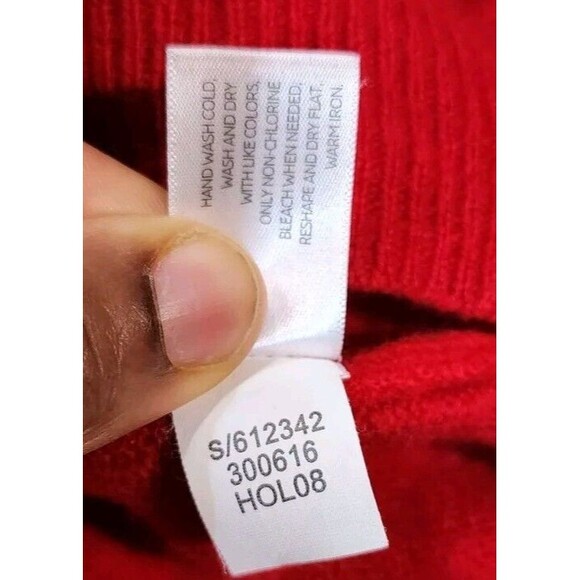 HAND WASH COLD,
WASH AND DRY
WITH LIKE COLORS,
ONLY NON-CHLORINE
BLEACH WHEN NEEDED,
RESHAPE AND DRY FLAT,
WARM IRON.
S/612342
300616
HOL08